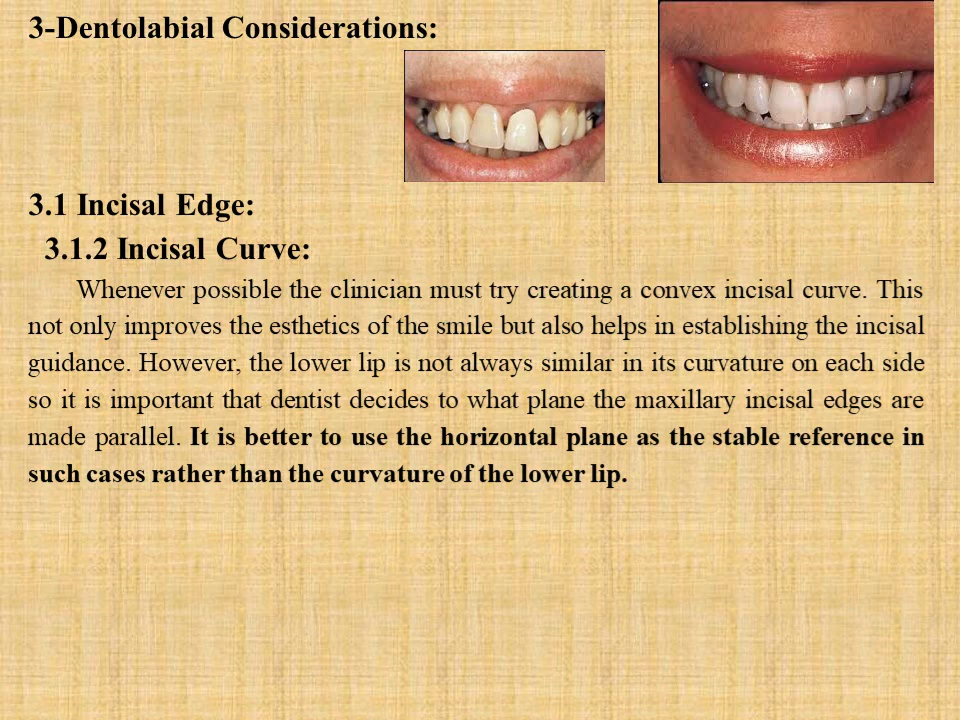 3-Dentolabial Considerations:
3.1 Incisal Edge:
3.1.2 Incisal Curve:
Whenever possible the clinician must try creating a convex incisal curve. This
not only improves the esthetics of the smile but also helps in establishing the incisal
guidance. However, the lower lip is not always similar in its curvature on each side
so it is important that dentist decides to what plane the maxillary incisal edges are
made parallel. It is better to use the horizontal plane as the stable reference in
such cases rather than the curvature of the lower lip.